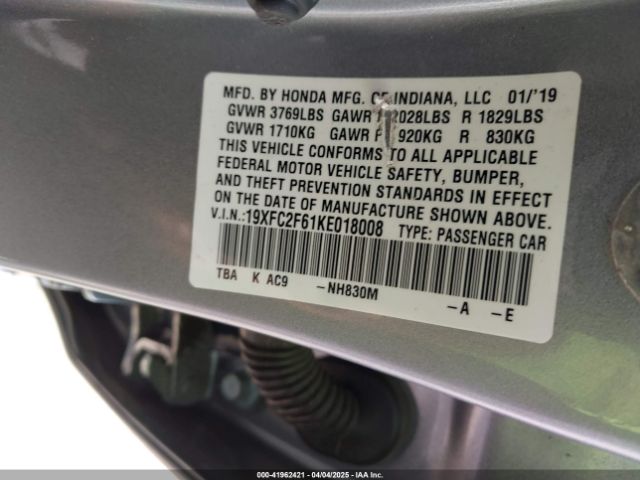 MFD. BY HONDA MFG. OF INDIANA, LLC 01/'19
GVWR 3769LBS GAWR F 2028LBS R 1829LBS
GVWR 1710KG GAWR F 920KG R 830KG
THIS VEHICLE CONFORMS TO ALL APPLICABLE
FEDERAL MOTOR VEHICLE SAFETY, BUMPER,
AND THEFT PREVENTION STANDARDS IN EFFECT
ON THE DATE OF MANUFACTURE SHOWN ABOVE.
V.I.N.:19XFC2F61KE018008 TYPE: PASSENGER CAR
TBA K AC9 -NH830M -A -E
000-41962421 - 04/04/2025 - IAA Inc.